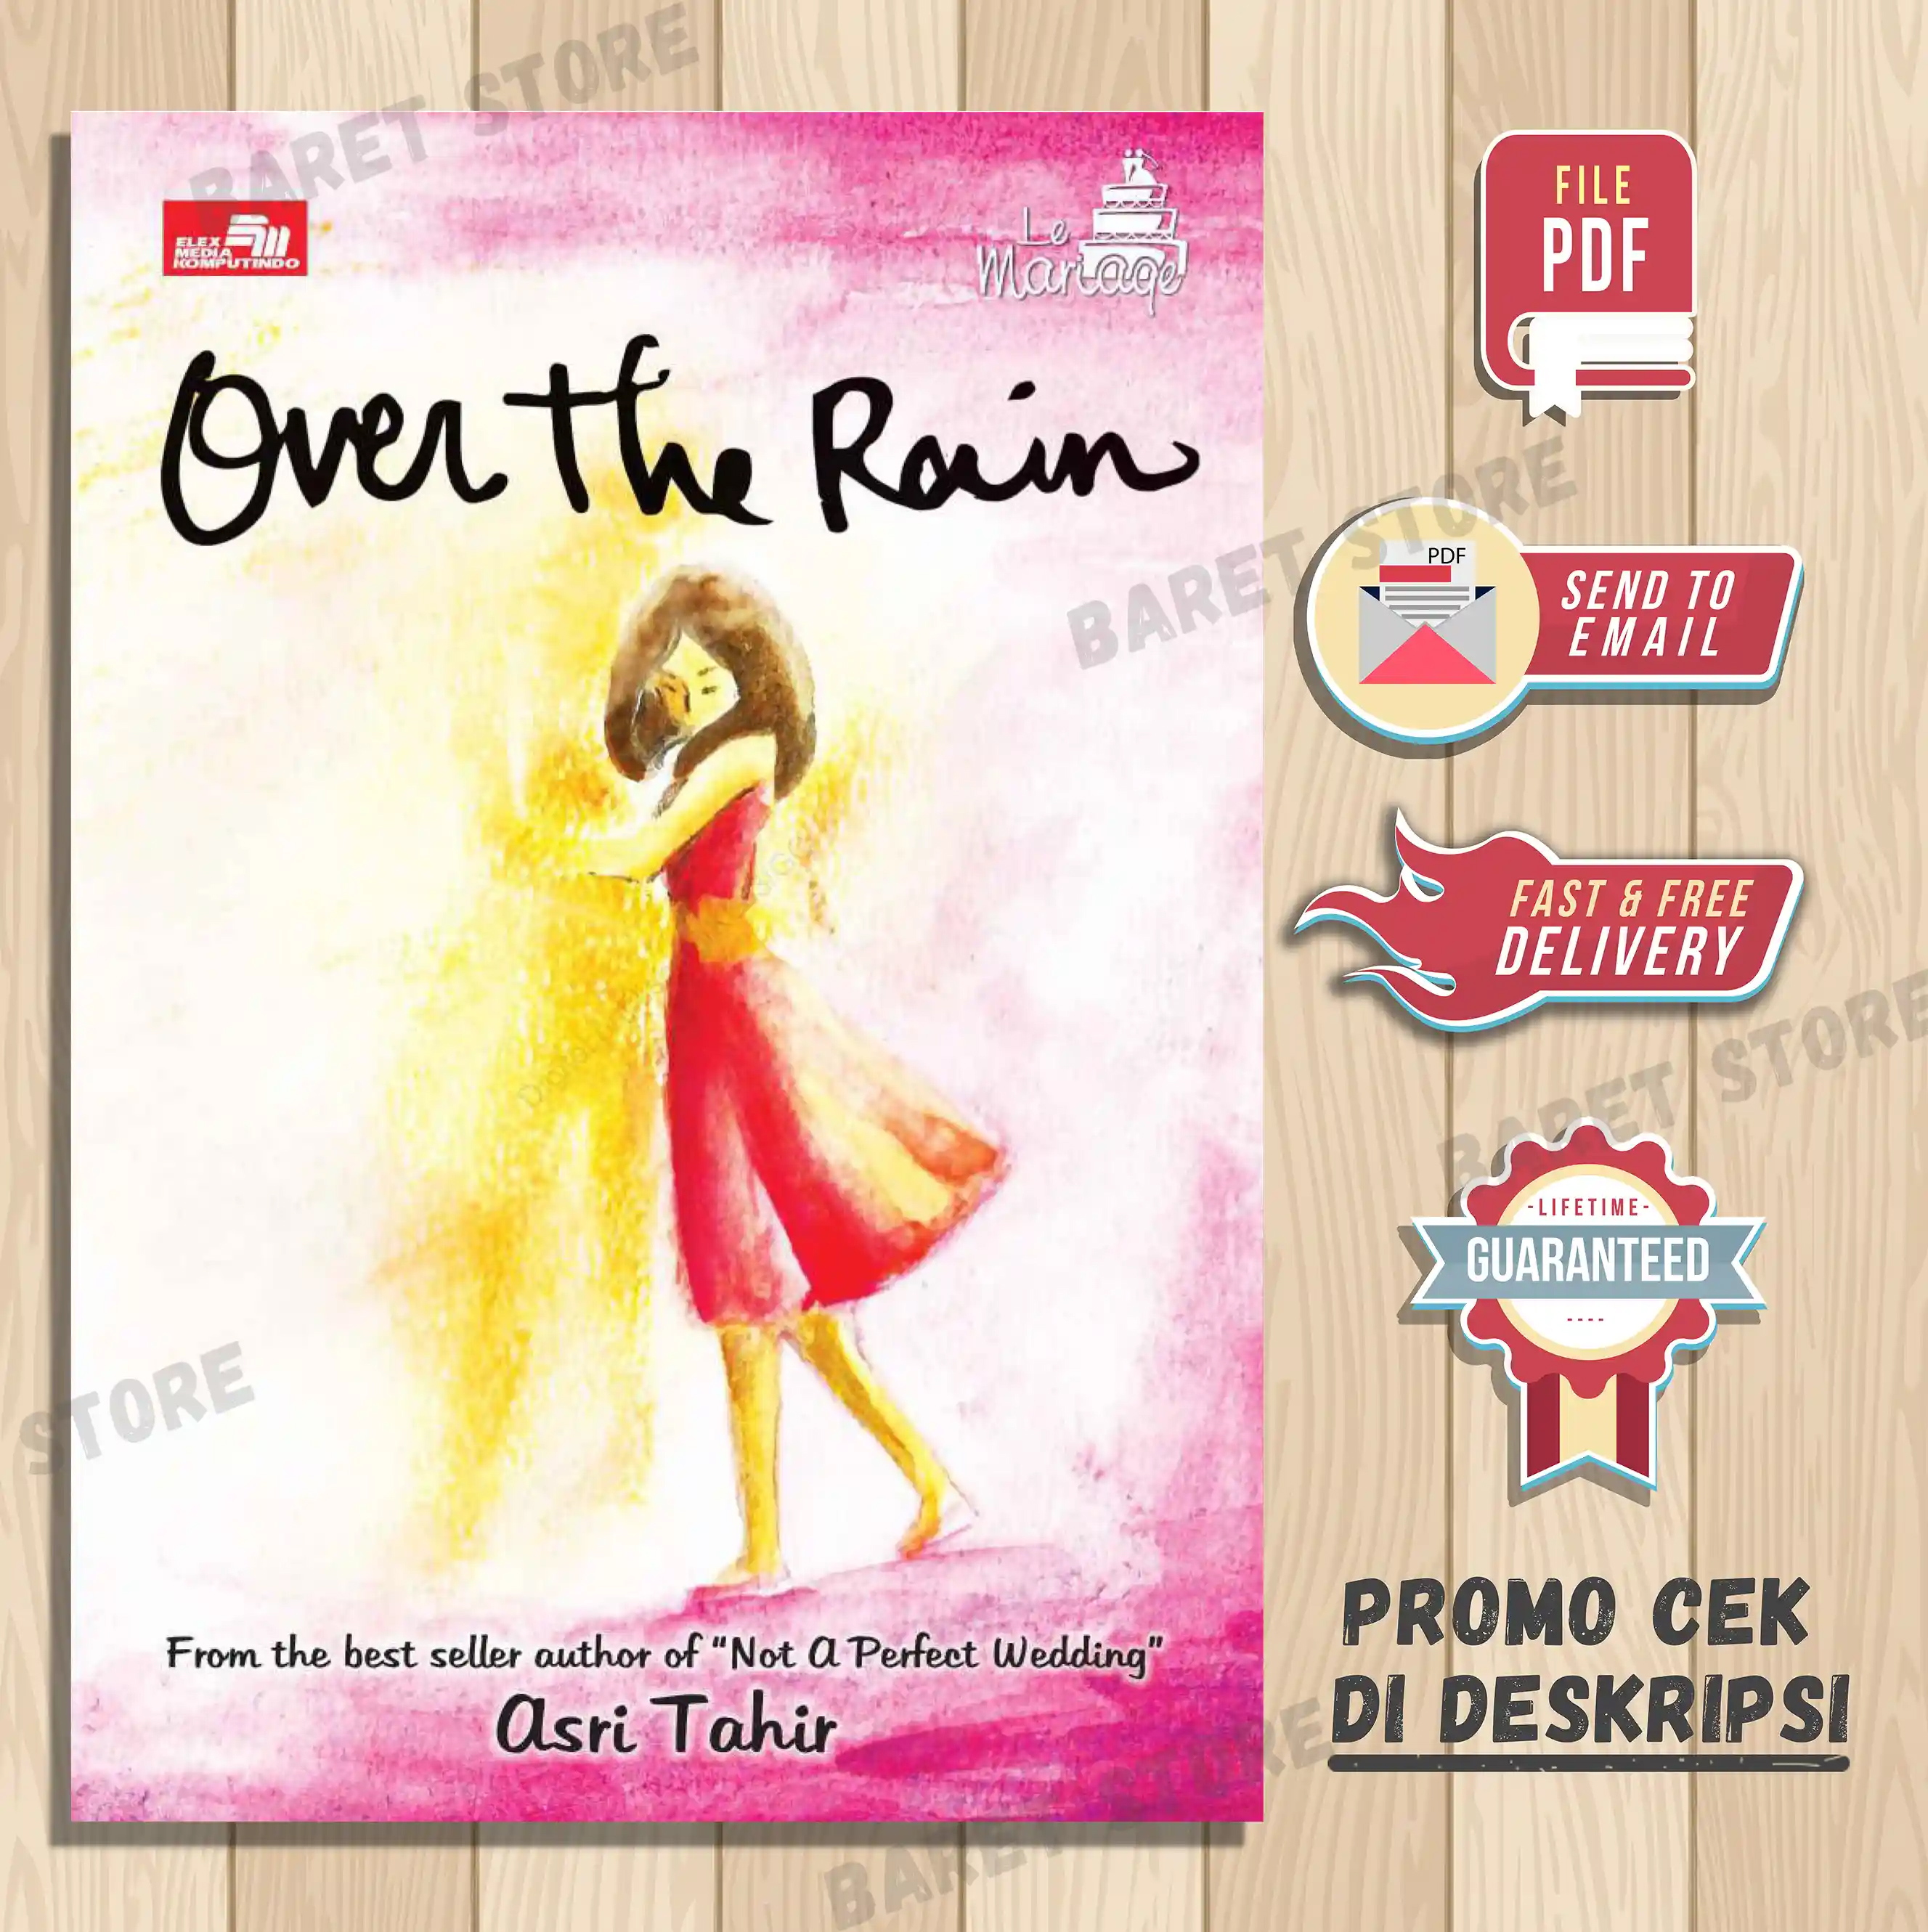 BARET STORE
ELEX
MEDIA
KOMPUTINDO
Le
Mariage
Over the Rain
From the best seller author of "Not A Perfect Wedding"
Asri Tahir
FILE
PDF
BARET STORE
PDF
SEND TO
EMAIL
FAST & FREE
DELIVERY
BARET STORE
-LIFETIME-
GUARANTEED
STORE
PROMO CEK
DI DESKRIPSI
BARET STORE